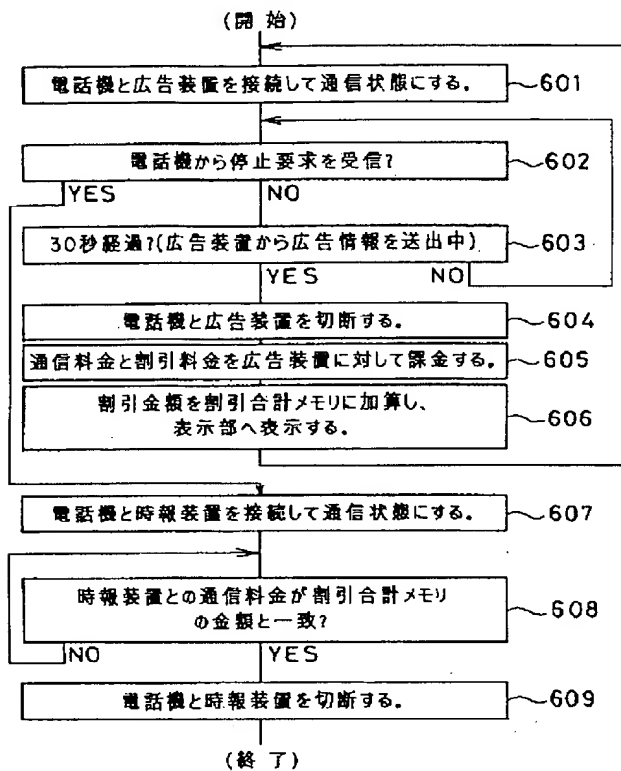 (開始)
電話機と広告装置を接続して通信状態にする。 601
電話機から停止要求を受信? 602
YES NO
30秒経過?(広告装置から広告情報を送出中) 603
YES NO
電話機と広告装置を切断する。 604
通信料金と割引料金を広告装置に対して課金する。 605
割引金額を割引合計メモリに加算し、
表示部へ表示する。 606
電話機と時報装置を接続して通信状態にする。 607
時報装置との通信料金が割引合計メモリ
の金額と一致? 608
NO YES
電話機と時報装置を切断する。 609
(終了)